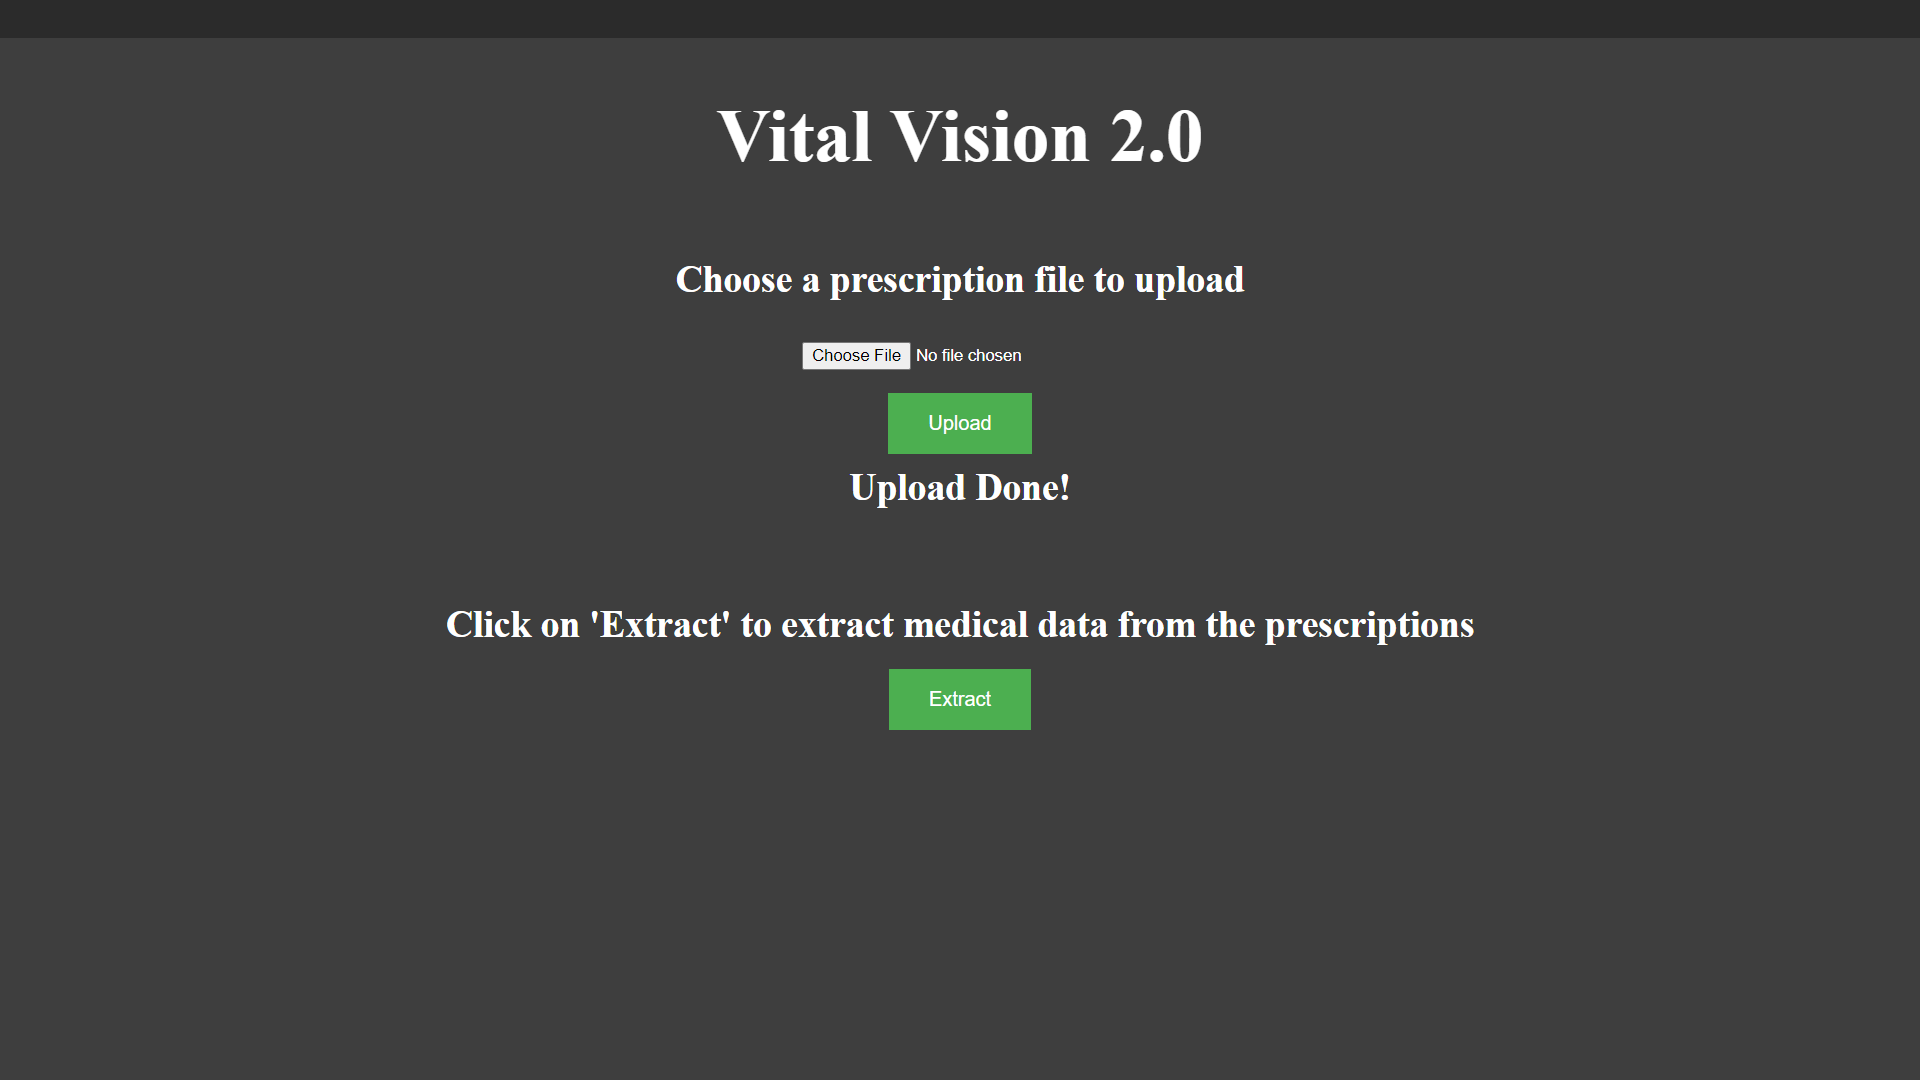 Vital Vision 2.0
Choose a prescription file to upload
Choose File No file chosen
Upload
Upload Done!
Click on 'Extract' to extract medical data from the prescriptions
Extract